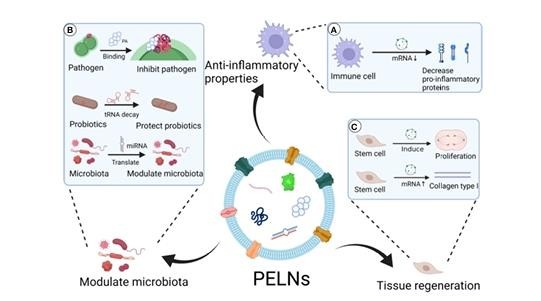 B
PA
Binding
Pathogen
Inhibit pathogen
tRNA decay
Probiotics
Protect probiotics
miRNA
Translate
Microbiota
Modulate microbiota
Anti-inflammatory
properties
A
mRNA↓
Immune cell
Decrease
pro-inflammatory
proteins
C
Stem cell
Induce
Proliferation
Stem cell
mRNA↑
Collagen type I
PELNs
Modulate microbiota
Tissue regeneration